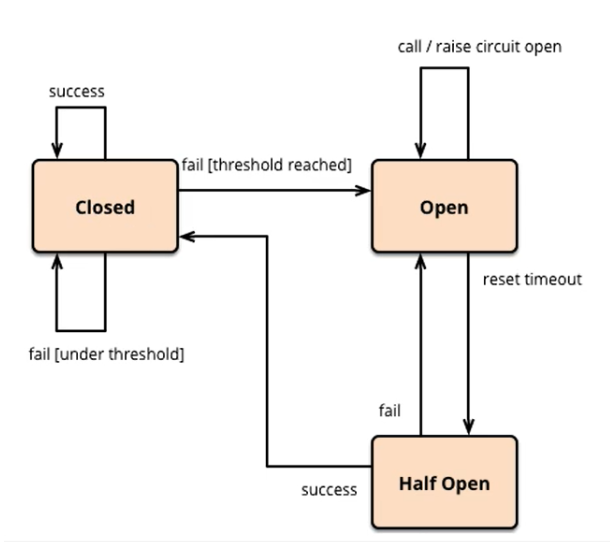 call / raise circuit open
success
fail [threshold reached]
Closed
Open
reset timeout
fail [under threshold]
fail
Half Open
success